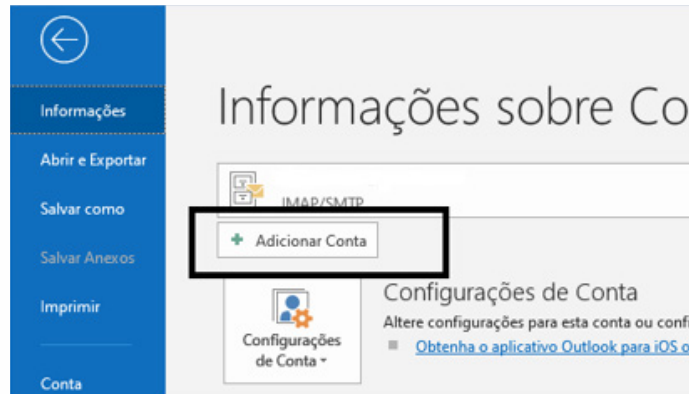 Informações
Abrir e Exportar
Salvar como
Salvar Anexos
Imprimir
Conta
Informações sobre Co
IMAP/SMTP
+ Adicionar Conta
Configurações
de Conta
Configurações de Conta
Altere configurações para esta conta ou confi
Obtenha o aplicativo Outlook para iOS o